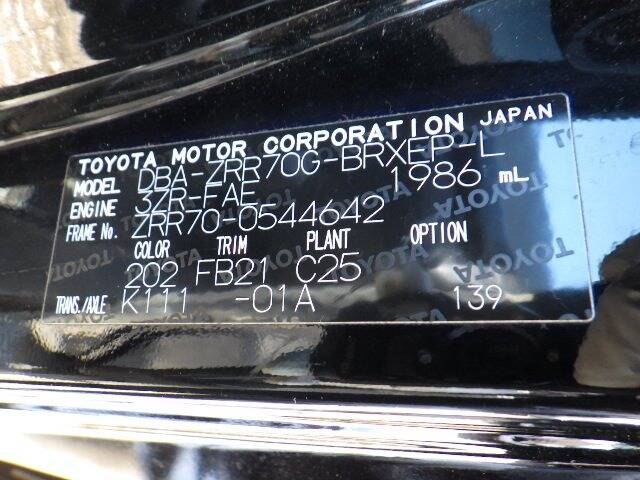 TOYOTA MOTOR CORPORATION JAPAN
MODEL DBA-ZRR70G-BRXEP-L
ENGINE 3ZR-FAE 1986 mL
FRAME No. ZRR70-0544642
COLOR TRIM PLANT OPTION
202 FB21 C25
TRANS./AXLE K111 -01A 139